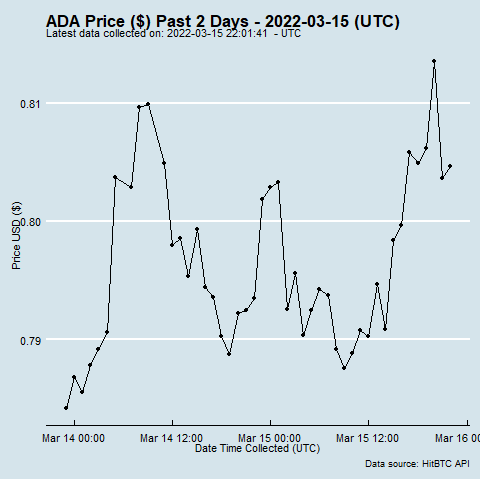 ADA Price ($) Past 2 Days - 2022-03-15 (UTC)
Latest data collected on: 2022-03-15 22:01:41 - UTC
0.81
0.80
0.79
Price USD ($)
Mar 14 00:00 Mar 14 12:00 Mar 15 00:00 Mar 15 12:00 Mar 16 00
Date Time Collected (UTC)
Data source: HitBTC API